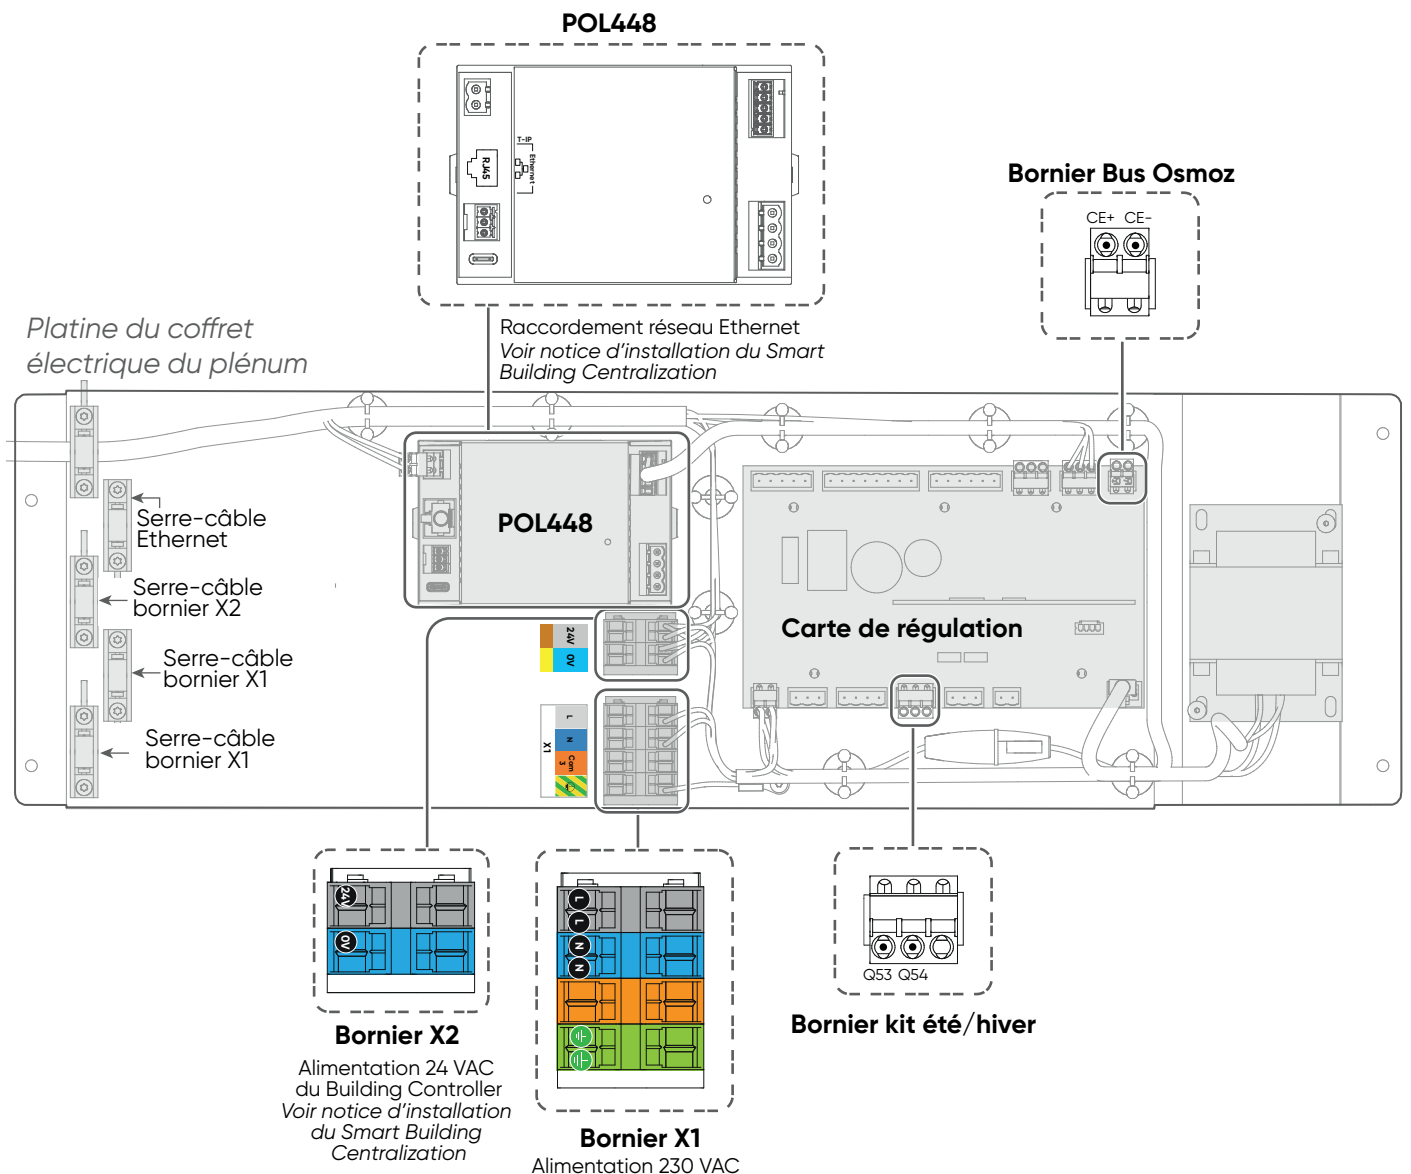 POL448
T-IP
Ethernet
RJ45
Bornier Bus Osmoz
CE+ CE-
Platine du coffret
électrique du plénum
Raccordement réseau Ethernet
Voir notice d'installation du Smart
Building Centralization
Serre-câble
Ethernet
POL448
Serre-câble
bornier X2
Carte de régulation
24V
0V
Serre-câble
bornier X1
L
N
Com
3
X1
Serre-câble
bornier X1
24V
0V
L
L
N
N
Q53 Q54
Bornier X2
Alimentation 24 VAC
du Building Controller
Voir notice d'installation
du Smart Building
Centralization
Bornier kit été/hiver
Bornier X1
Alimentation 230 VAC